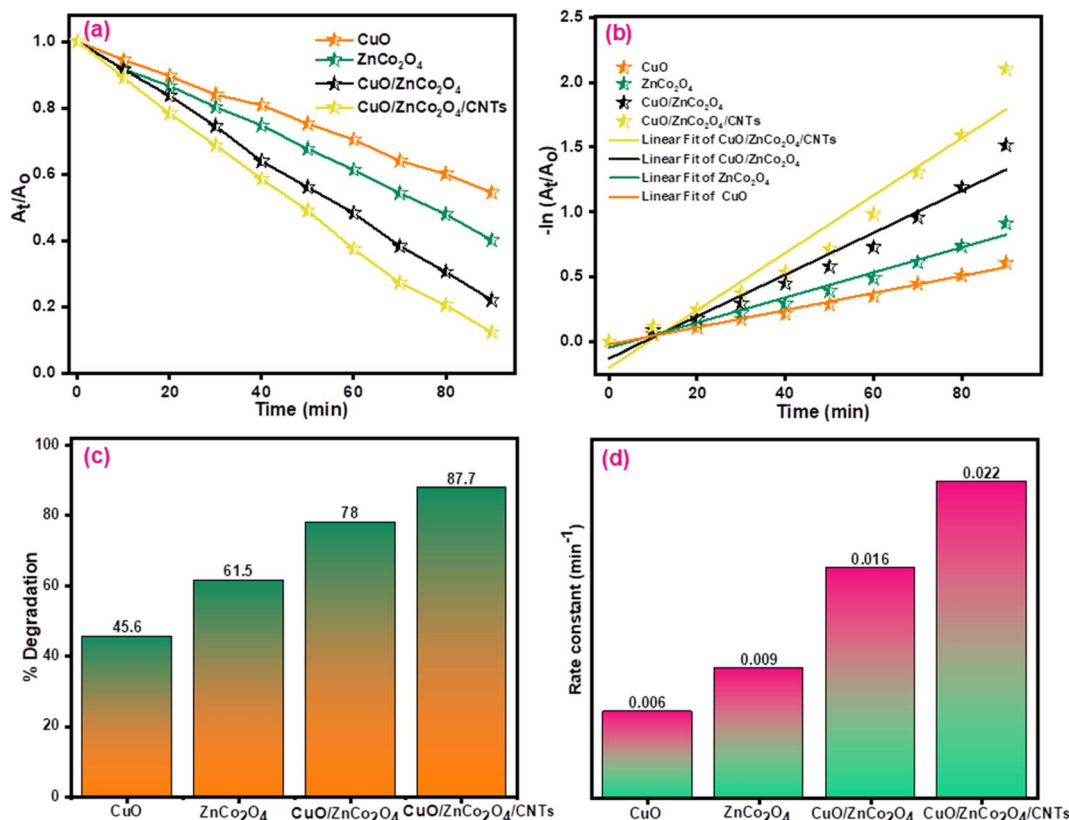 (a)
CuO
ZnCo₂O₄
CuO/ZnCo₂O₄
CuO/ZnCo₂O₄/CNTs
1.0
0.8
0.6
0.4
0.2
0.0
Aₜ/A₀
0
20
40
60
80
Time (min)
(b)
CuO
ZnCo₂O₄
CuO/ZnCo₂O₄
CuO/ZnCo₂O₄/CNTs
Linear Fit of CuO/ZnCo₂O₄/CNTs
Linear Fit of CuO/ZnCo₂O₄
Linear Fit of ZnCo₂O₄
Linear Fit of CuO
-2.5
-2.0
-1.5
1.0
0.5
0.0
-ln (Aₜ/A₀)
0
20
40
60
80
Time (min)
(c)
100
80
60
40
20
0
% Degradation
45.6
61.5
78
87.7
CuO
ZnCo₂O₄
CuO/ZnCo₂O₄
CuO/ZnCo₂O₄/CNTs
(d)
Rate constant (min⁻¹)
0.006
0.009
0.016
0.022
CuO
ZnCo₂O₄
CuO/ZnCo₂O₄
CuO/ZnCo₂O₄/CNTs